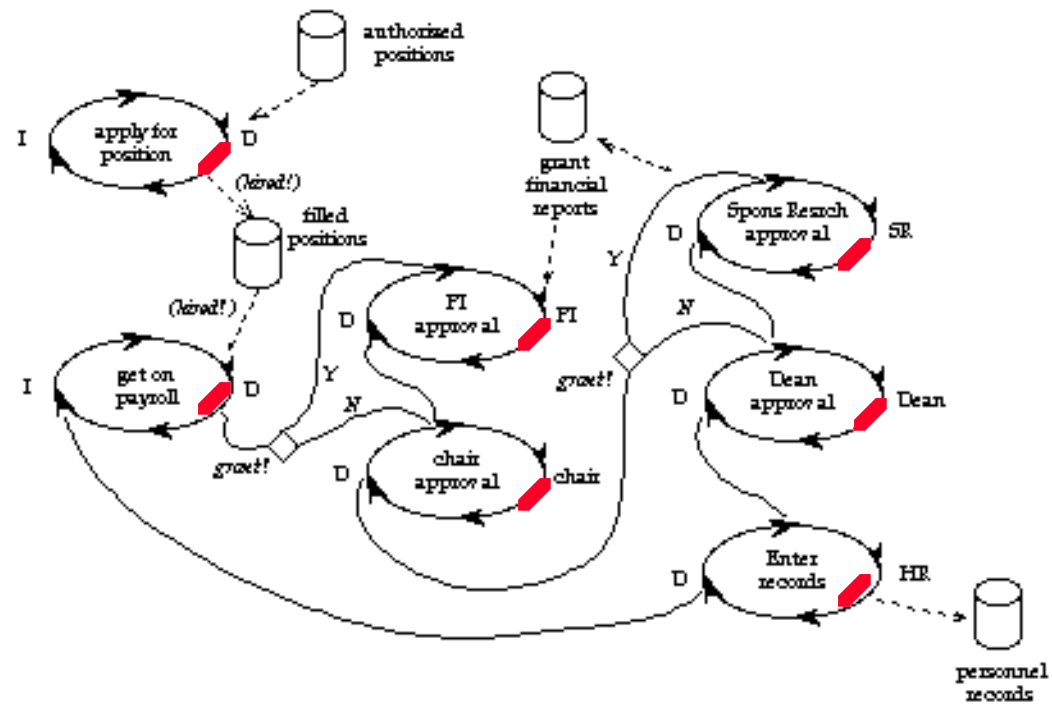 authorized
positions
I
apply for
position
D
(hired!)
filled
positions
(hired!)
grant
financial
reports
Spons Resrch
approval
D
SR
Y
N
PI
approval
D
PI
I
get on
payroll
D
Y
N
grant!
grant!
Dean
approval
D
Dean
chair
approval
D
chair
Enter
records
D
HR
personnel
records